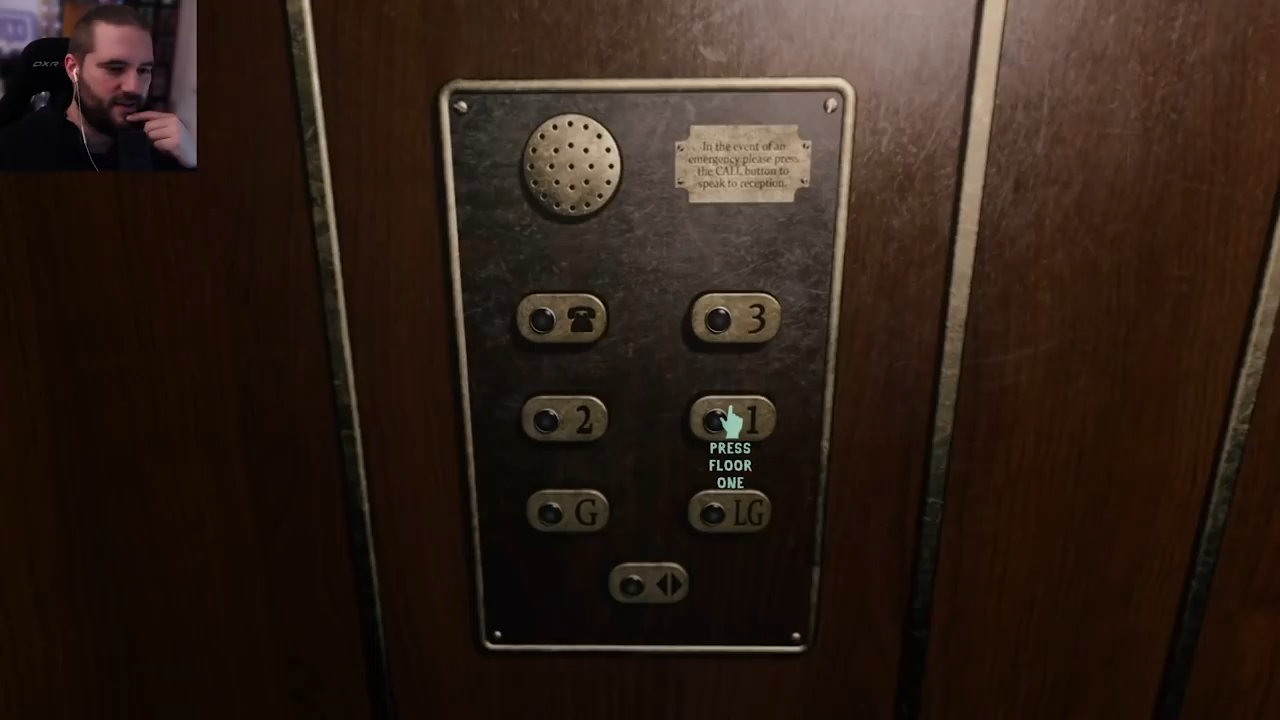 DXR
In the event of an
emergency please press
the CALL button to
speak to reception.
3
2
1
PRESS
FLOOR
ONE
G
LG